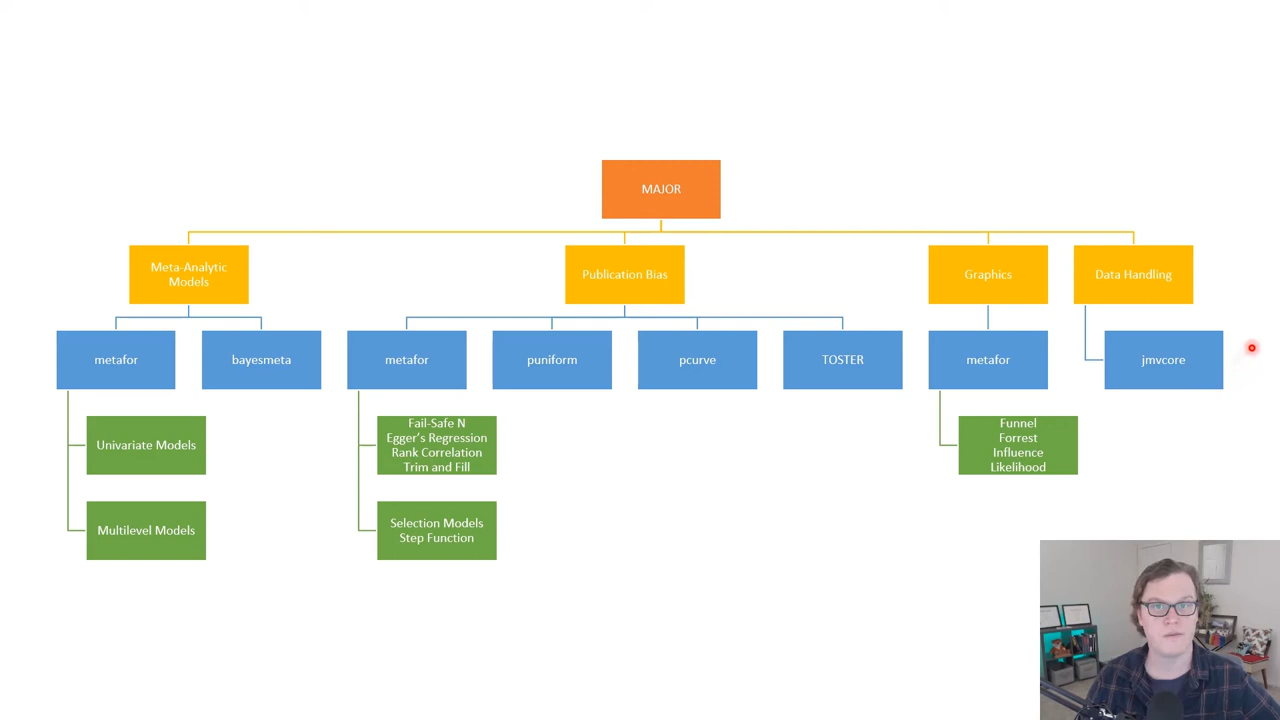 MAJOR
Meta-Analytic
Models
Publication Bias
Graphics
Data Handling
metafor
bayesmeta
metafor
puniform
pcurve
TOSTER
metafor
jmvcore
Univariate Models
Fail-Safe N
Egger's Regression
Rank Correlation
Trim and Fill
Funnel
Forrest
Influence
Likelihood
Multilevel Models
Selection Models
Step Function